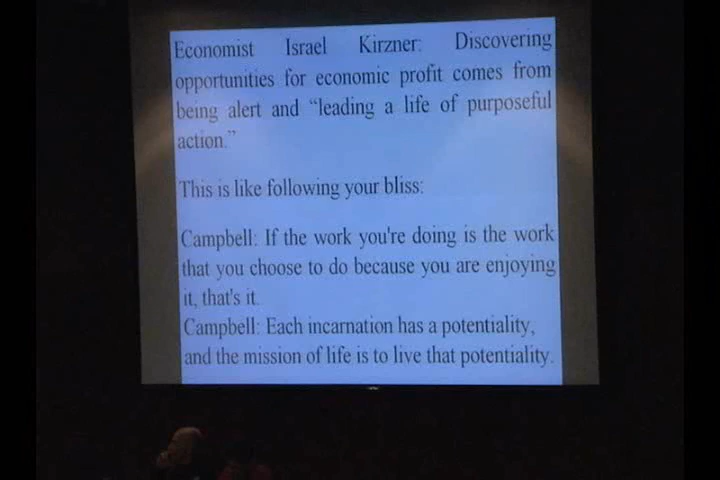 Economist Israel Kirzner: Discovering
opportunities for economic profit comes from
being alert and “leading a life of purposeful
action.”
This is like following your bliss:
Campbell: If the work you're doing is the work
that you choose to do because you are enjoying
it, that's it.
Campbell: Each incarnation has a potentiality,
and the mission of life is to live that potentiality.